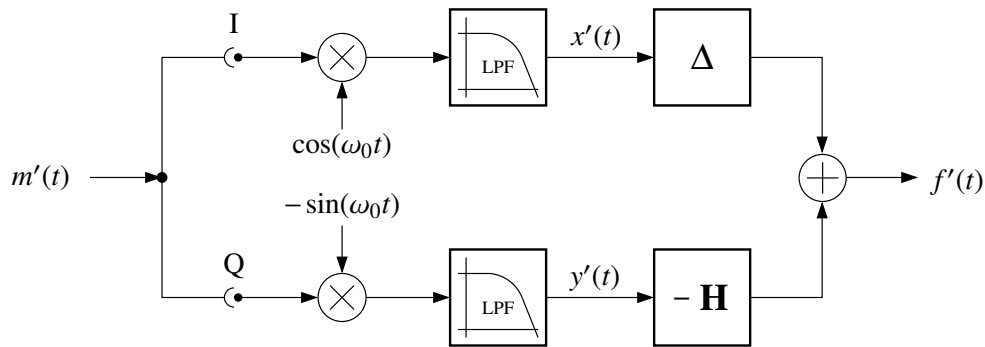 I
x′(t)
LPF
Δ
cos(ω₀t)
m′(t)
f′(t)
− sin(ω₀t)
Q
y′(t)
LPF
− H